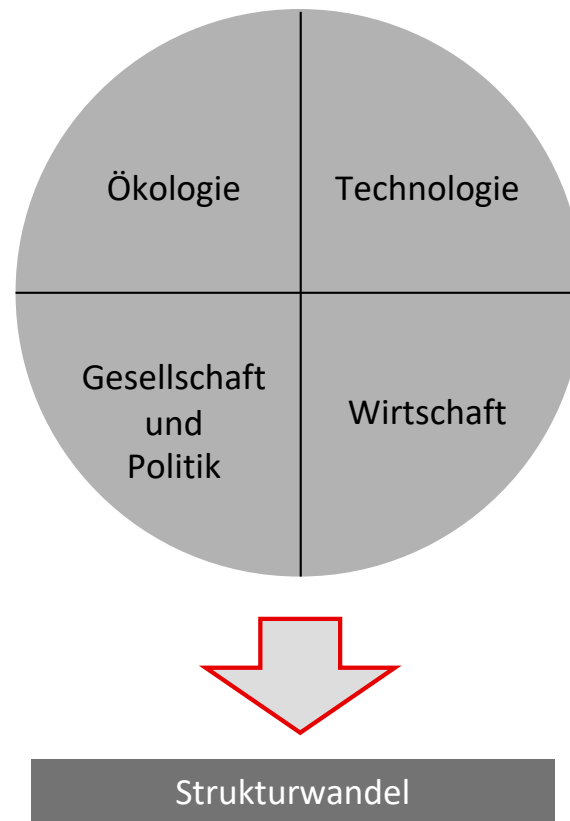 Ökologie
Technologie
Gesellschaft
und
Politik
Wirtschaft
Strukturwandel